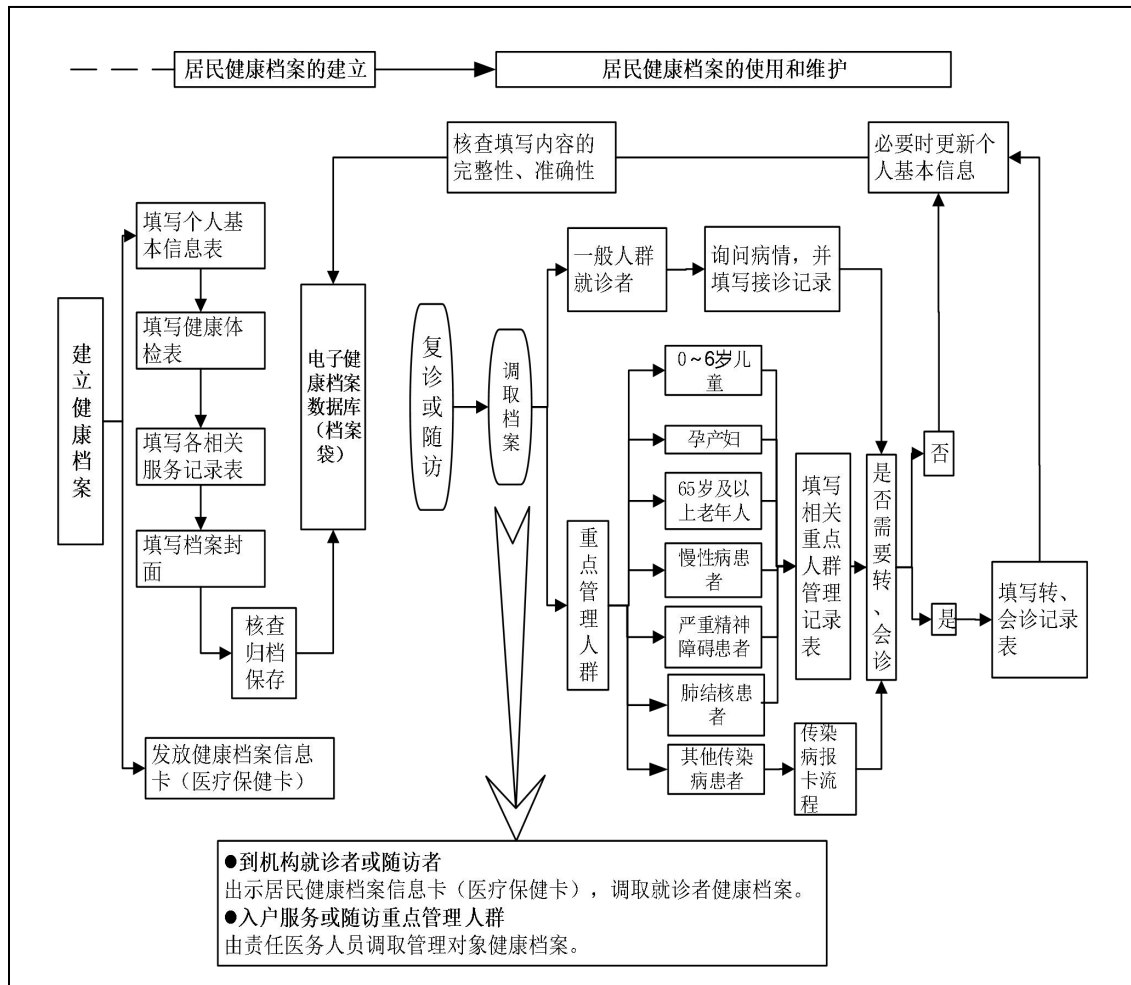 居民健康档案的建立
居民健康档案的使用和维护
核查填写内容的
完整性、准确性
必要时更新个
人基本信息
建立健康档案
填写个人基
本信息表
填写健康体
检表
填写各相关
服务记录表
填写档案封
面
核查
归档
保存
发放健康档案信息
卡（医疗保健卡）
电子健
康档案
数据库
（档案
袋）
复诊或随访
调取档案
一般人群
就诊者
询问病情，并
填写接诊记录
重点管理人群
0～6岁儿
童
孕产妇
65岁及以
上老年人
慢性病患
者
严重精神
障碍患者
肺结核患
者
其他传染
病患者
填写
相关
重点
人群
管理
记录
表
传染
病报
卡流
程
是否需要转、会诊
否
是
填写转、
会诊记录
表
●到机构就诊者或随访者
出示居民健康档案信息卡（医疗保健卡），调取就诊者健康档案。
●入户服务或随访重点管理人群
由责任医务人员调取管理对象健康档案。